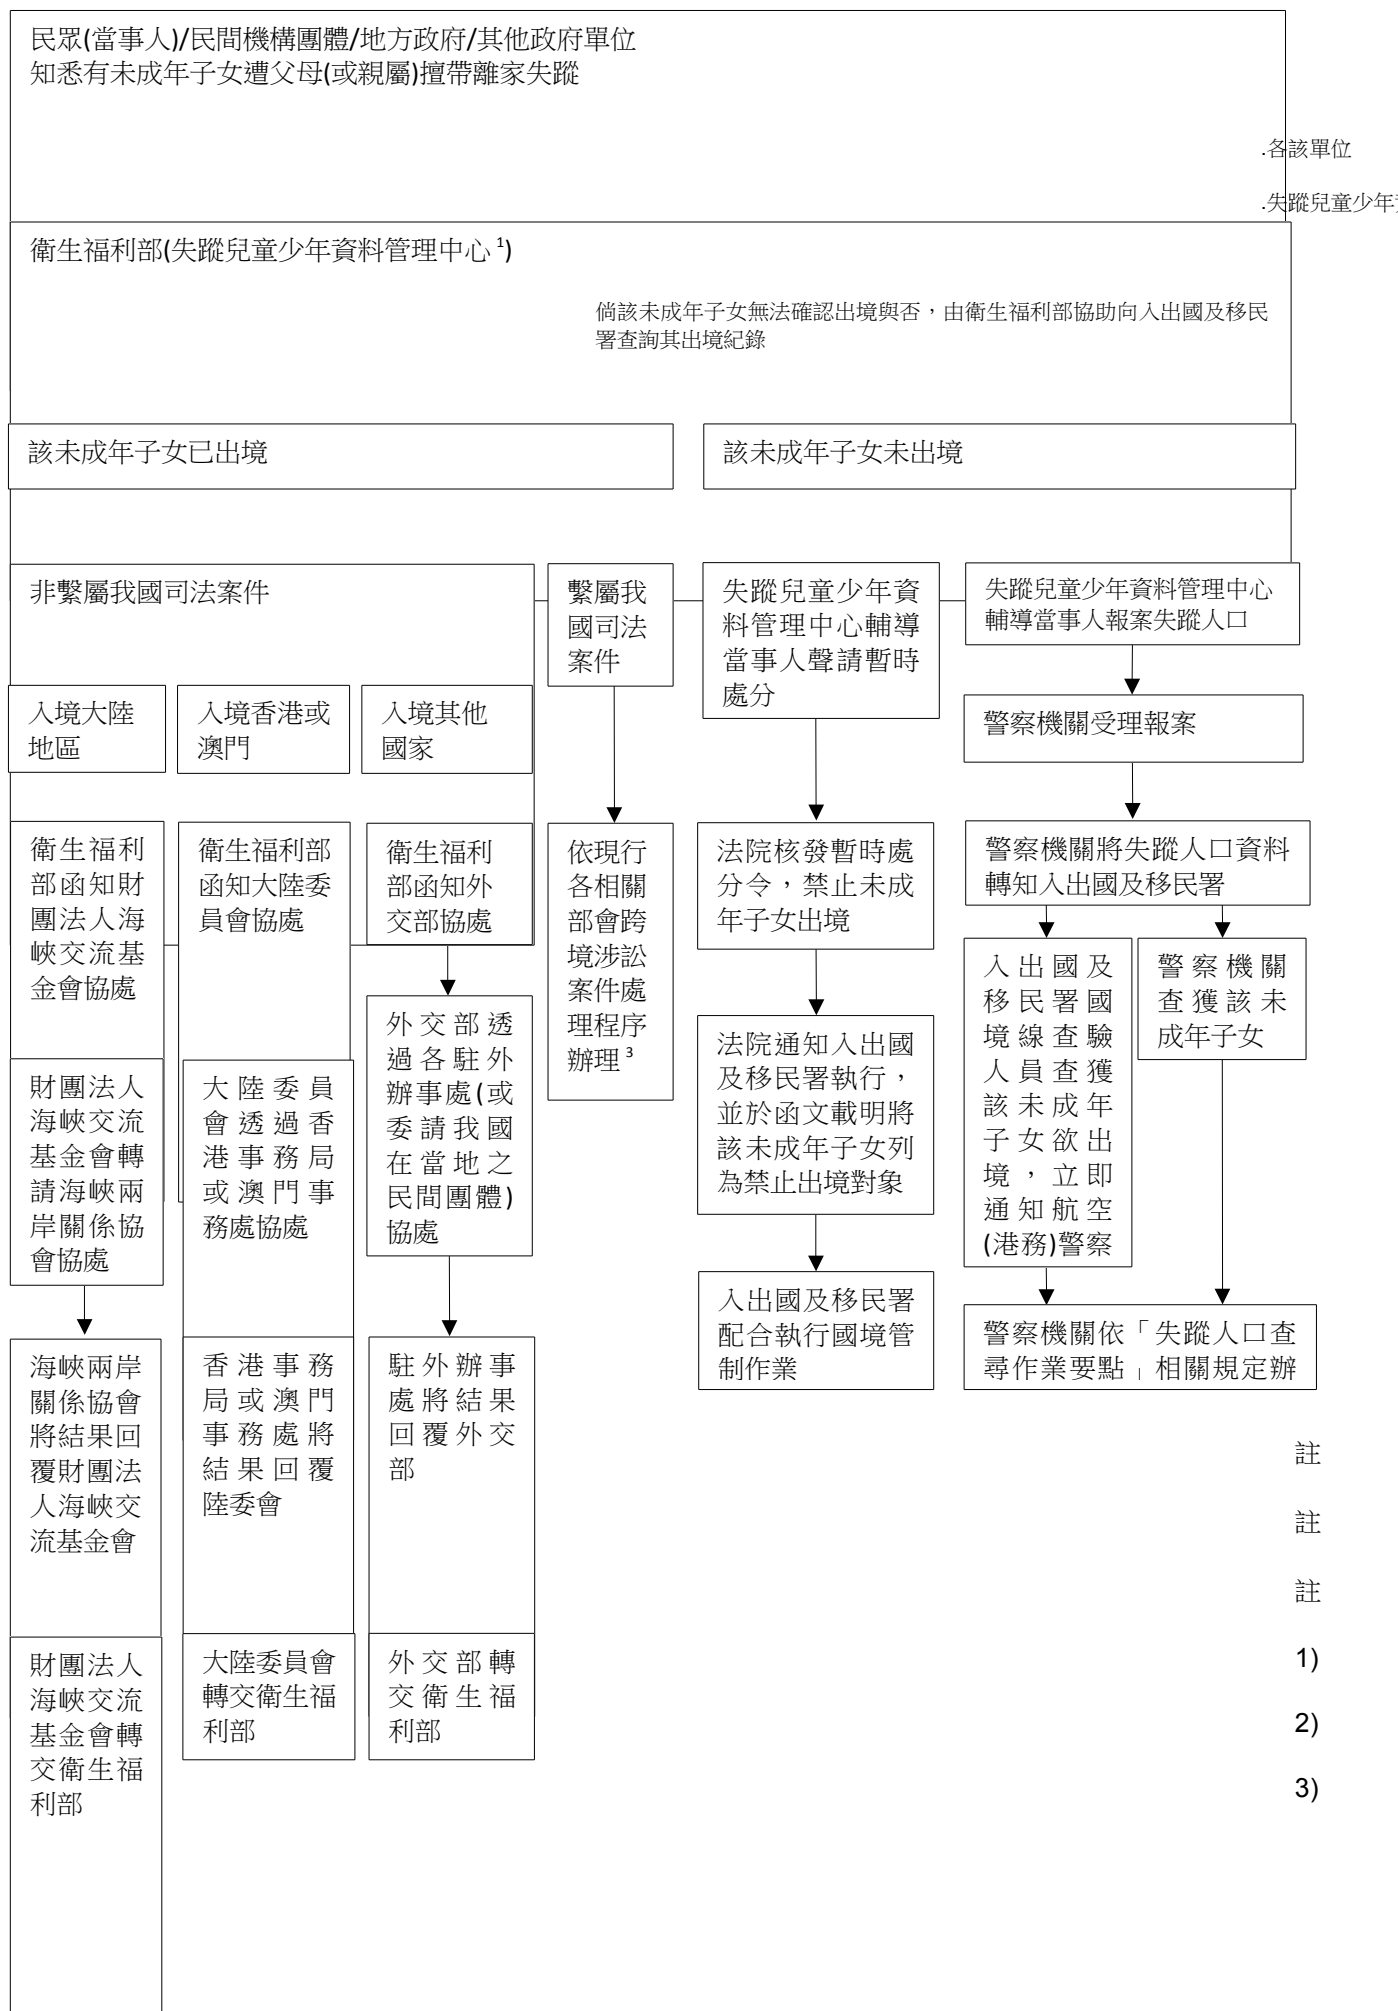 民眾(當事人)/民間機構團體/地方政府/其他政府單位
知悉有未成年子女遭父母(或親屬)擅帶離家失蹤
.各該單位
.失蹤兒童少年
衛生福利部(失蹤兒童少年資料管理中心1)
倘該未成年子女無法確認出境與否，由衛生福利部協助向入出國及移民
署查詢其出境紀錄
該未成年子女已出境
該未成年子女未出境
非繫屬我國司法案件
繫屬我
國司法
案件
失蹤兒童少年資
料管理中心輔導
當事人聲請暫時
處分
失蹤兒童少年資料管理中心
輔導當事人報案失蹤人口
入境大陸
地區
入境香港或
澳門
入境其他
國家
警察機關受理報案
衛生福利
部函知財
團法人海
峽交流基
金會協處
衛生福利部
函知大陸委
員會協處
衛生福利
部函知外
交部協處
依現行
各相關
部會跨
境涉訟
案件處
理程序
辦理3
法院核發暫時處
分令，禁止未成
年子女出境
警察機關將失蹤人口資料
轉知入出國及移民署
入出國及
移民署國
境線查驗
人員查獲
該未成年
子女欲出
境，立即
通知航空
(港務)警察
警察機關
查獲該未
成年子女
財團法人
海峽交流
基金會轉
請海峽兩
岸關係協
會協處
大陸委員
會透過香
港事務局
或澳門事
務處協處
外交部透
過各駐外
辦事處(或
委請我國
在當地之
民間團體)
協處
法院通知入出國
及移民署執行，
並於函文載明將
該未成年子女列
為禁止出境對象
入出國及移民署
配合執行國境管
制作業
警察機關依「失蹤人口查
尋作業要點」相關規定辦
海峽兩岸
關係協會
將結果回
覆財團法
人海峽交
流基金會
香港事務
局或澳門
事務處將
結果回覆
陸委會
駐外辦事
處將結果
回覆外交
部
註
註
註
1)
2)
3)
財團法人
海峽交流
基金會轉
交衛生福
利部
大陸委員會
轉交衛生福
利部
外交部轉
交衛生福
利部